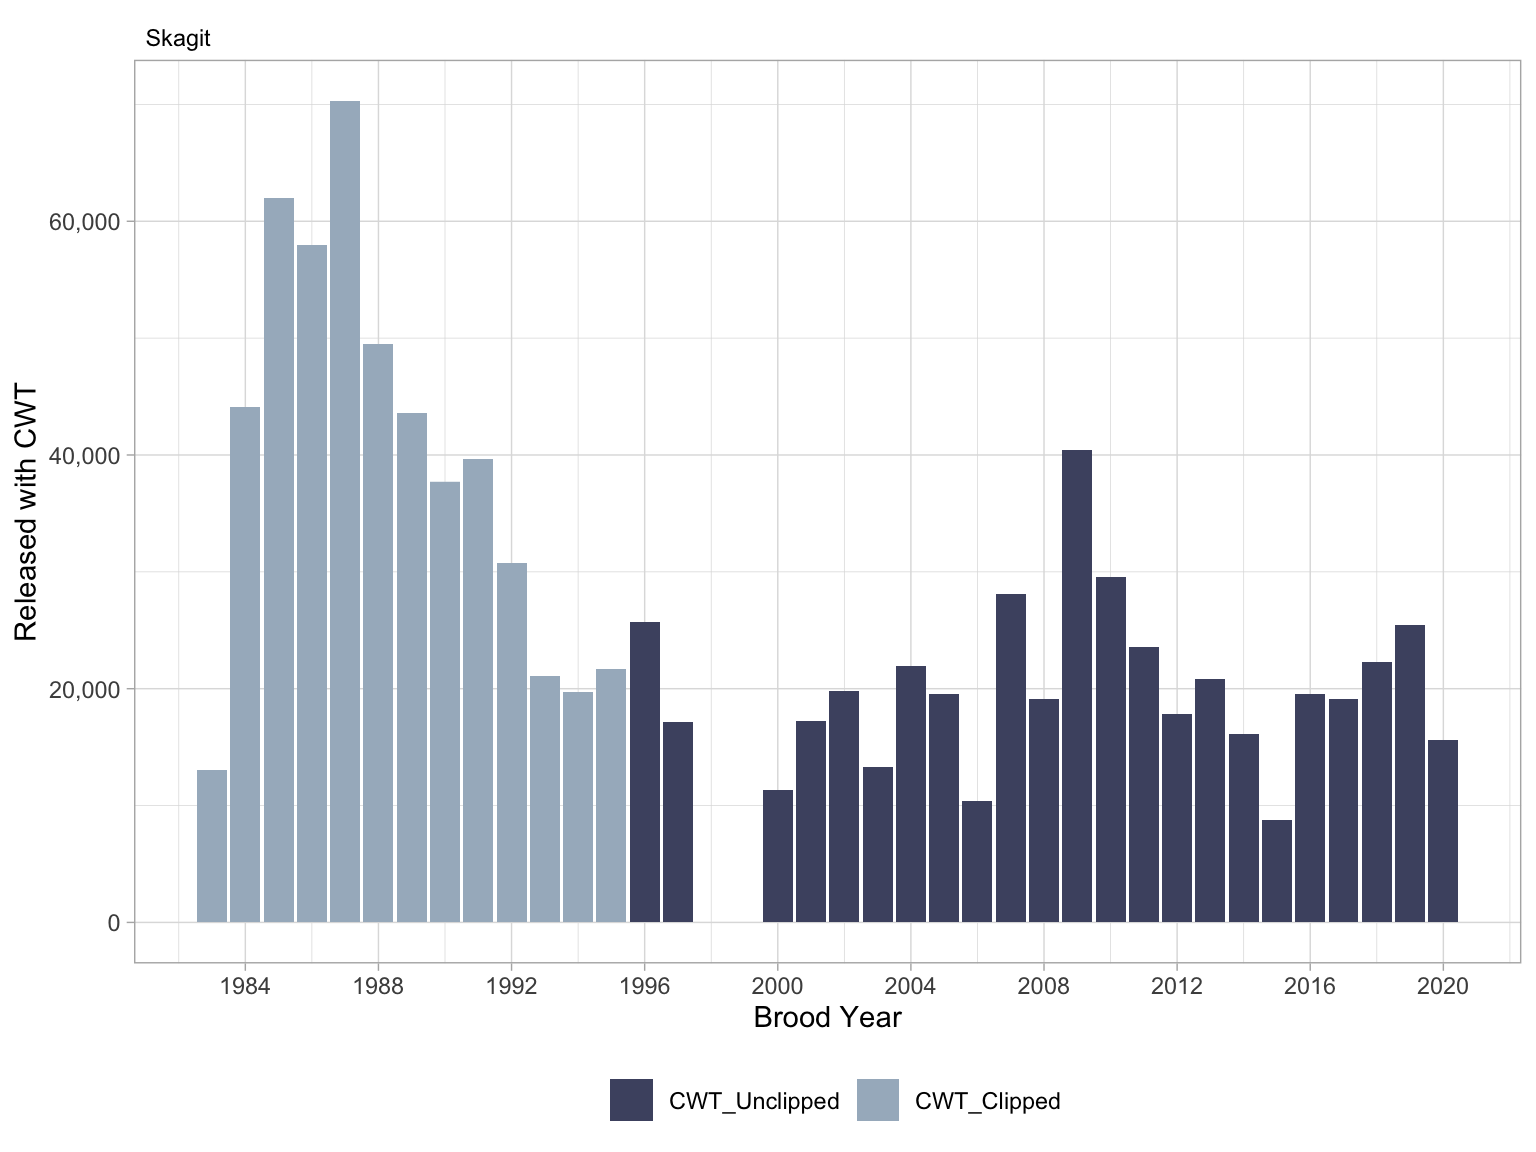 Skagit
Released with CWT
60,000
40,000
20,000
0
1984 1988 1992 1996 2000 2004 2008 2012 2016 2020
Brood Year
CWT_Unclipped CWT_Clipped